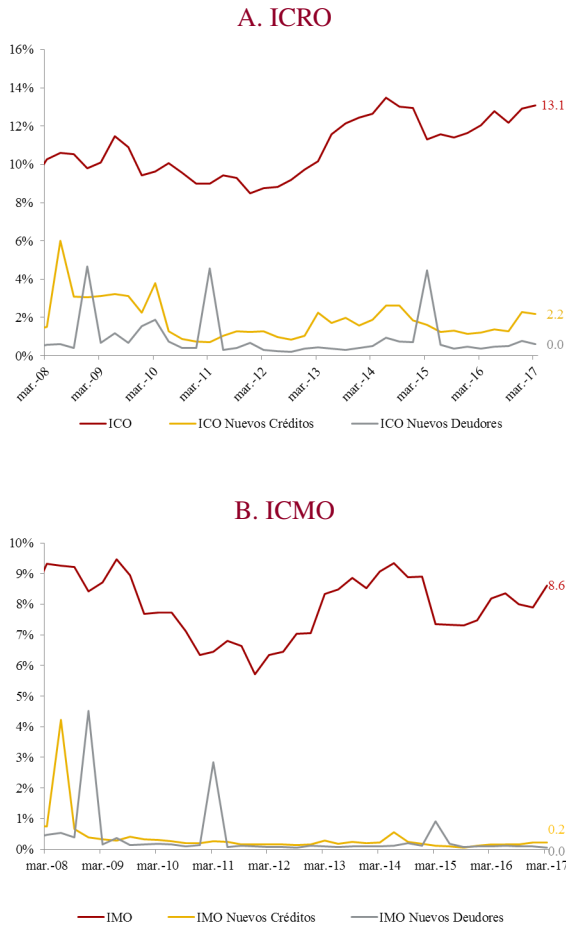 A. ICRO
16%
14%
12%
10%
8%
6%
4%
2%
0%
13.1
2.2
0.0
mar.-08
mar.-09
mar.-10
mar.-11
mar.-12
mar.-13
mar.-14
mar.-15
mar.-16
mar.-17
ICO ICO Nuevos Créditos ICO Nuevos Deudores
B. ICMO
10%
9%
8%
7%
6%
5%
4%
3%
2%
1%
0%
8.6
0.2
0.0
mar.-08 mar.-09 mar.-10 mar.-11 mar.-12 mar.-13 mar.-14 mar.-15 mar.-16 mar.-17
IMO IMO Nuevos Créditos IMO Nuevos Deudores